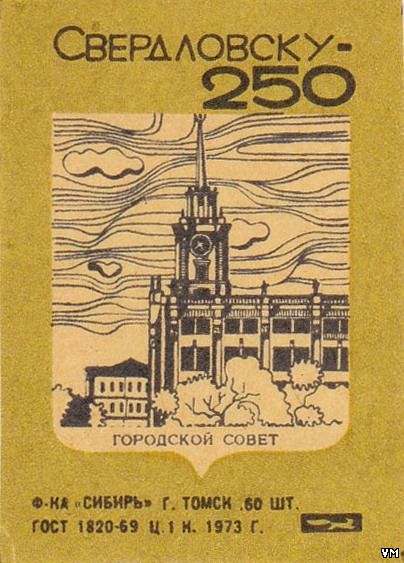 СВЕРДЛОВСКУ-
250
ГОРОДСКОЙ СОВЕТ
Ф-КА «СИБИРЬ» Г. ТОМСК .60 ШТ.
ГОСТ 1820-69 Ц.1 К. 1973 Г.
VM